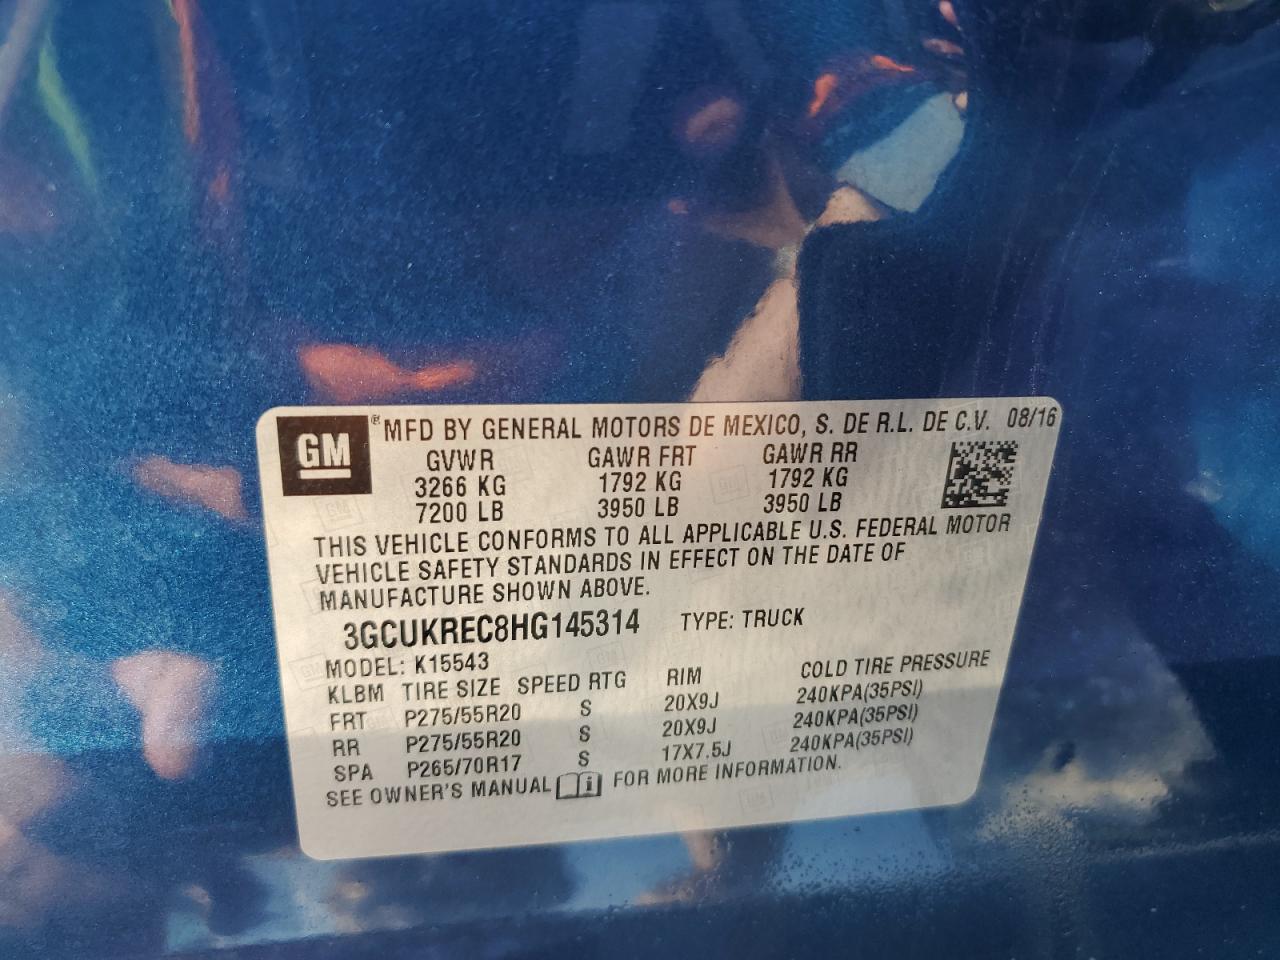 GM
® MFD BY GENERAL MOTORS DE MEXICO, S. DE R.L. DE C.V. 08/16
GVWR GAWR FRT GAWR RR
3266 KG 1792 KG 1792 KG
7200 LB 3950 LB 3950 LB
THIS VEHICLE CONFORMS TO ALL APPLICABLE U.S. FEDERAL MOTOR
VEHICLE SAFETY STANDARDS IN EFFECT ON THE DATE OF
MANUFACTURE SHOWN ABOVE.
3GCUKREC8HG145314 TYPE: TRUCK
MODEL: K15543
KLBM TIRE SIZE SPEED RTG RIM COLD TIRE PRESSURE
FRT P275/55R20 S 20X9J 240KPA(35PSI)
RR P275/55R20 S 20X9J 240KPA(35PSI)
SPA P265/70R17 S 17X7.5J 240KPA(35PSI)
SEE OWNER'S MANUAL i FOR MORE INFORMATION.